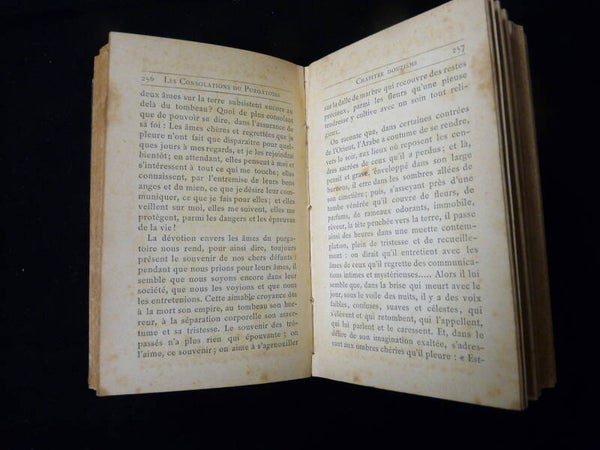 256 LES CONSOLATIONS DU PURGATOIRE
deux âmes sur la terre subsistent encore au
delà du tombeau? Quoi de plus consolant
que de pouvoir se dire, dans l'assurance de
sa foi : Les âmes chères et regrettées que je
pleure n'ont fait que disparaître pour quel-
ques jours à mes regards, et je les rejoindrai
bientôt; en attendant, elles pensent à moi et
s'intéressent à tout ce qui me touche; elles
connaissent, par l'entremise de leurs bons
anges et du mien, ce que je désire leur com-
muniquer, ce que je fais pour elles; et elles
veillent sur moi, elles me suivent, elles me
protègent, parmi les dangers et les épreuves
de la vie!
La dévotion envers les âmes du purga-
toire nous rend, pour ainsi dire, toujours
présent le souvenir de nos chers défunts!
pendant que nous prions pour leurs âmes, il
semble que nous soyons encore dans leur
société, que nous les voyions et que nous
les entretenions. Cette aimable croyance ôte
à la mort son empire, au tombeau son hor-
reur, à la séparation corporelle son amer-
tume et sa tristesse. Le souvenir des tré-
passés n'a plus rien qui épouvante; on
l'aime, ce souvenir; on aime à s'agenouiller
CHAPITRE DOUZIÈME 257
sur la dalle de marbre qui recouvre des restes
précieux, parmi les fleurs qu'une pieuse
tendresse y cultive avec un soin tout reli-
gieux.
On raconte que, dans certaines contrées
de l'Orient, l'Arabe a coutume de se rendre,
vers le soir, aux lieux où reposent les cen-
dres sacrées de ceux qu'il a perdus; et là,
pensif et grave, enveloppé dans son large
burnous, il erre dans les sombres allées de
son cimetière; puis, s'asseyant près d'une
tombe vénérée qu'il couvre de fleurs, de
parfums, de rameaux odorants, immobile,
rêveur, la tête penchée vers la terre, il passe
ainsi des heures dans une muette contem-
plation, plein de tristesse et de recueille-
ment : on dirait qu'il entretient avec les
âmes de ceux qu'il regrette des communica-
tions intimes et mystérieuses..... Alors il lui
semble que, dans la brise qui meurt avec le
jour, sous le voile des nuits, il y a des voix
faibles, confuses, suaves et célestes, qui
s'élèvent et qui retombent, qui l'appellent,
qui lui parlent et le caressent. Et, dans le
délire de son imagination exaltée, s'adres-
sant aux ombres chéries qu'il pleure : « Est-